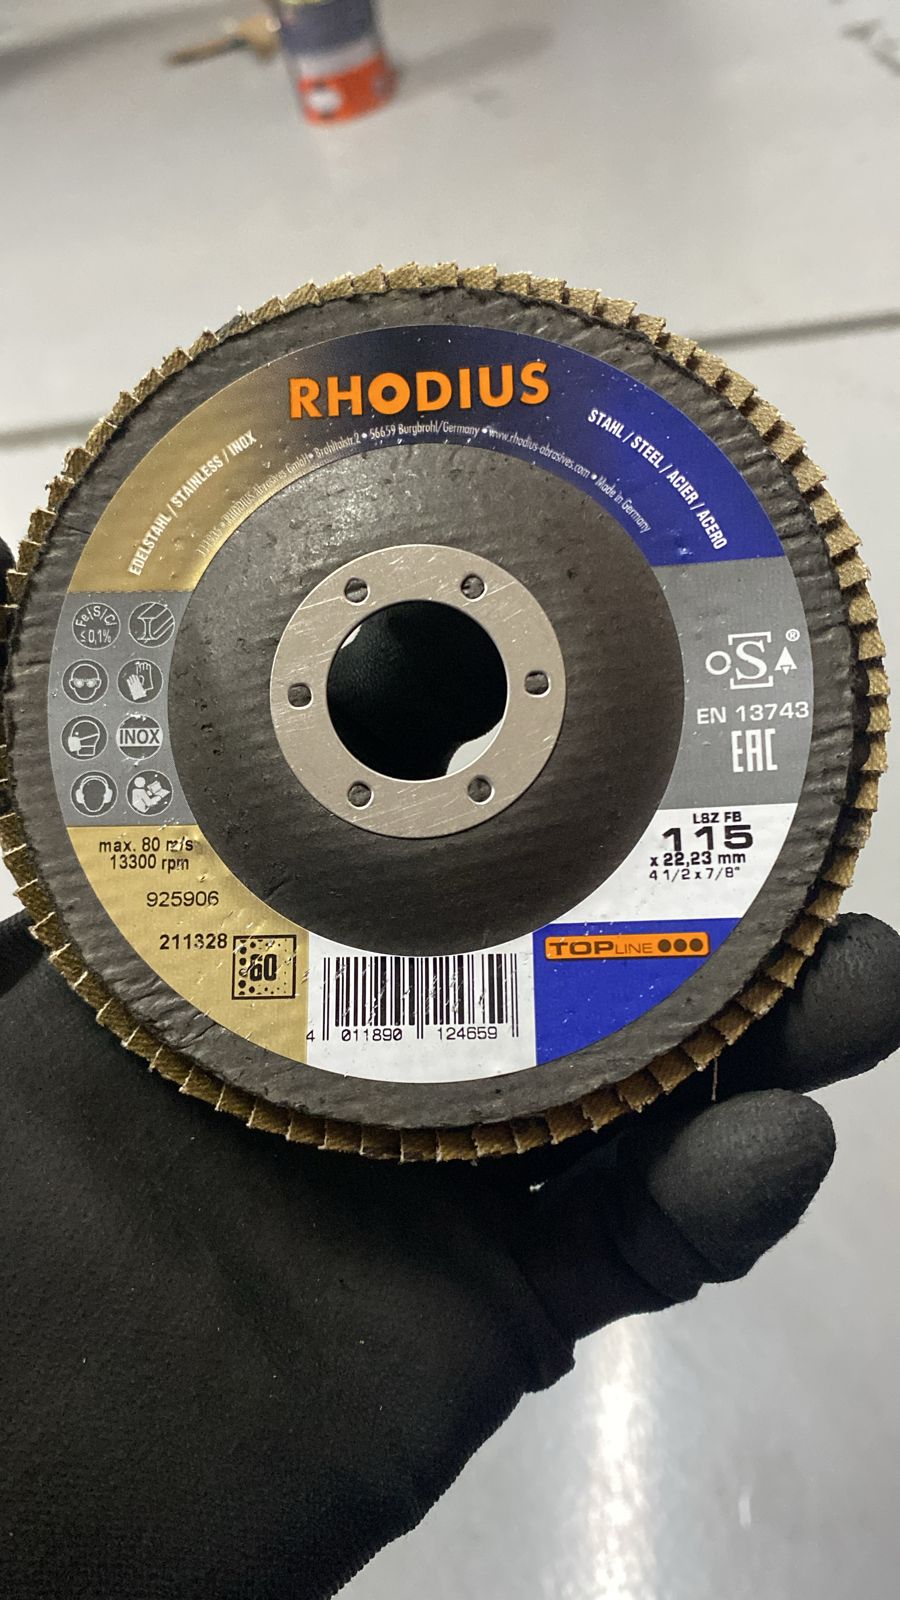 RHODIUS
Rhodius Abrasives GmbH • Brohltalstr.2 • 56659 Burgbrohl/Germany • www.rhodius-abrasives.com • Made in Germany
EDELSTAHL / STAINLESS / INOX
STAHL / STEEL / ACIER / ACERO
Fe/S/Cl
≤ 0,1%
INOX
oSa®
EN 13743
EAC
max. 80 m/s
13300 rpm
925906
211328
60
LSZ FB
115
x 22,23 mm
4 1/2 x 7/8"
TOPLINE
4 011890 124659